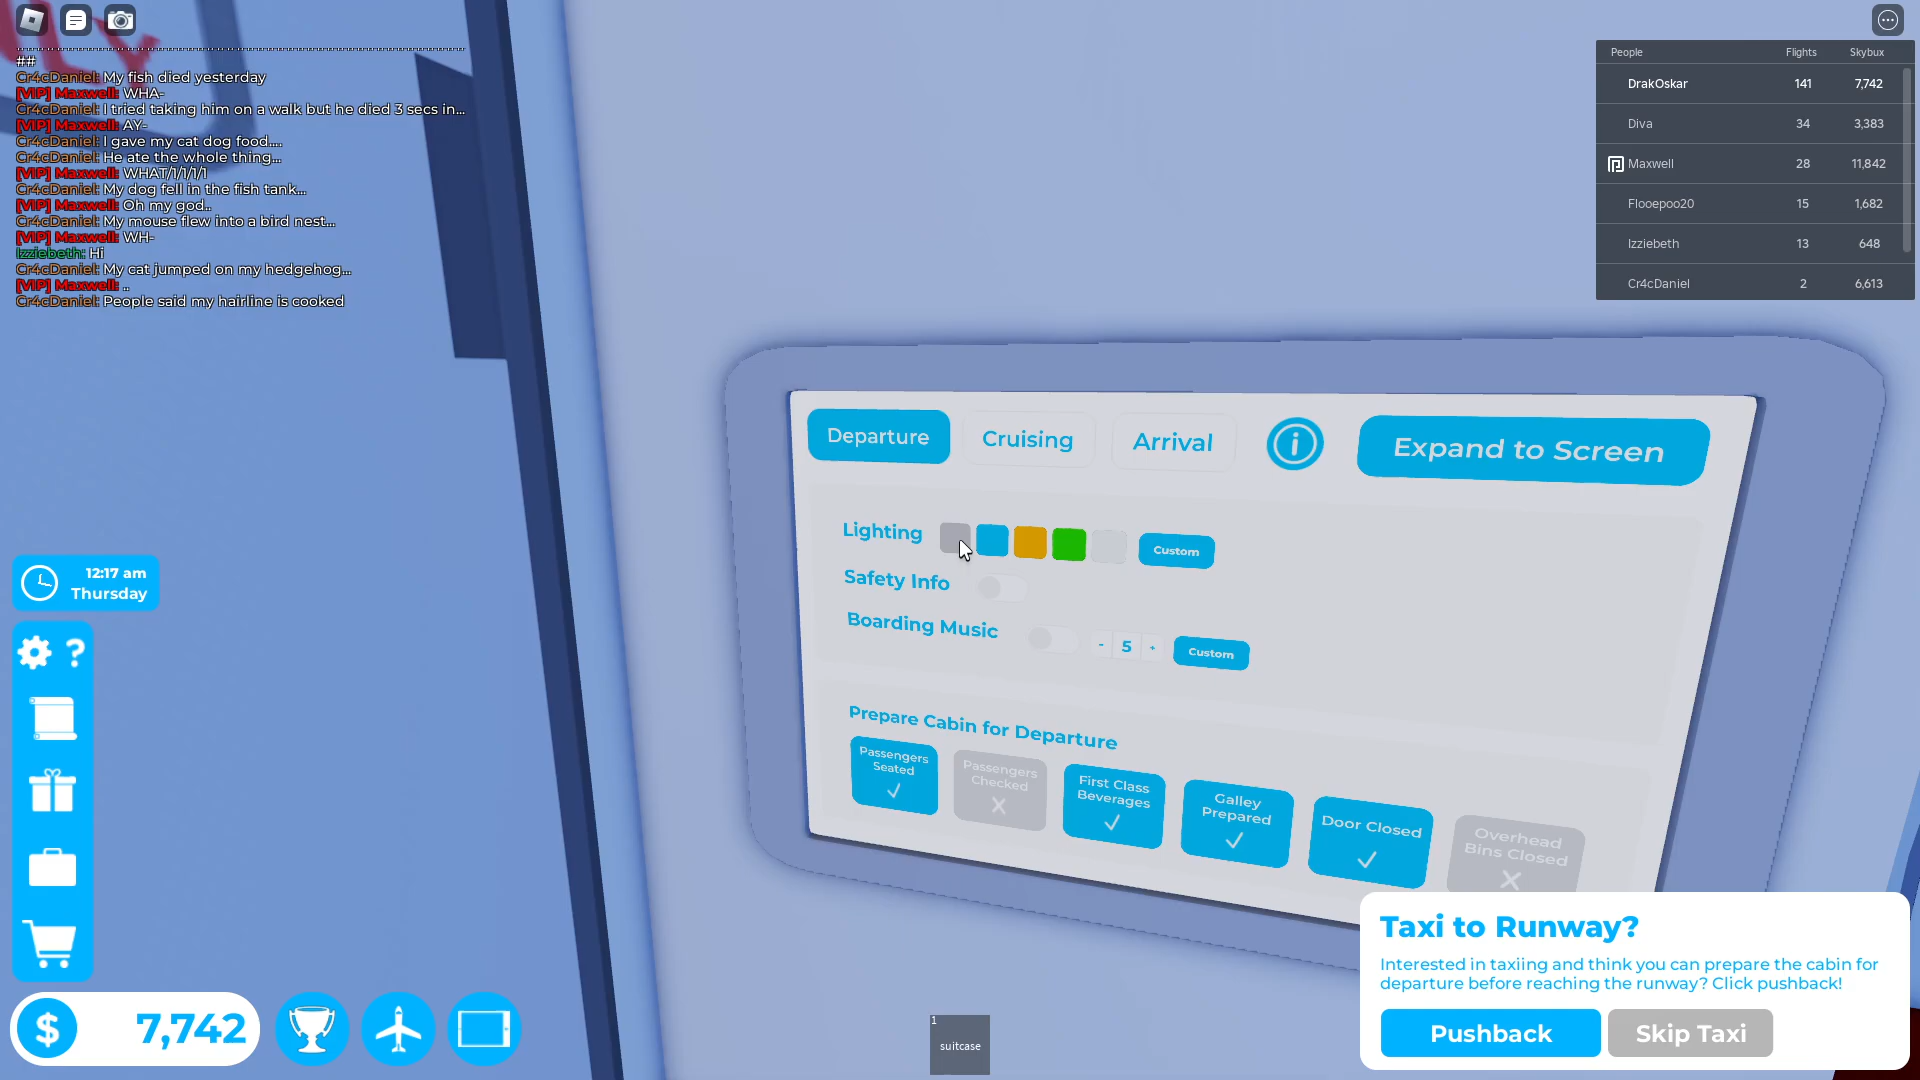 ##
Cr4cDaniel: My fish died yesterday
[VIP] Maxwell: WHA-
Cr4cDaniel: I tried taking him on a walk but he died 3 secs in...
[VIP] Maxwell: AY-
Cr4cDaniel: I gave my cat dog food....
Cr4cDaniel: He ate the whole thing...
[VIP] Maxwell: WHAT/1/1/1/1
Cr4cDaniel: My dog fell in the fish tank...
[VIP] Maxwell: Oh my god..
Cr4cDaniel: My mouse flew into a bird nest...
[VIP] Maxwell: WH-
Izziebeth: Hi
Cr4cDaniel: My cat jumped on my hedgehog...
[VIP] Maxwell: ..
Cr4cDaniel: People said my hairline is cooked
People Flights Skybux
DrakOskar 141 7,742
Diva 34 3,383
Maxwell 28 11,842
Flooepoo20 15 1,682
Izziebeth 13 648
Cr4cDaniel 2 6,613
Departure Cruising Arrival i Expand to Screen
Lighting Custom
Safety Info
Boarding Music - 5 + Custom
Prepare Cabin for Departure
Passengers
Seated
Passengers
Checked
First Class
Beverages
Galley
Prepared
Door Closed
Overhead
Bins Closed
12:17 am
Thursday
?
$ 7,742
1
suitcase
Taxi to Runway?
Interested in taxiing and think you can prepare the cabin for
departure before reaching the runway? Click pushback!
Pushback Skip Taxi